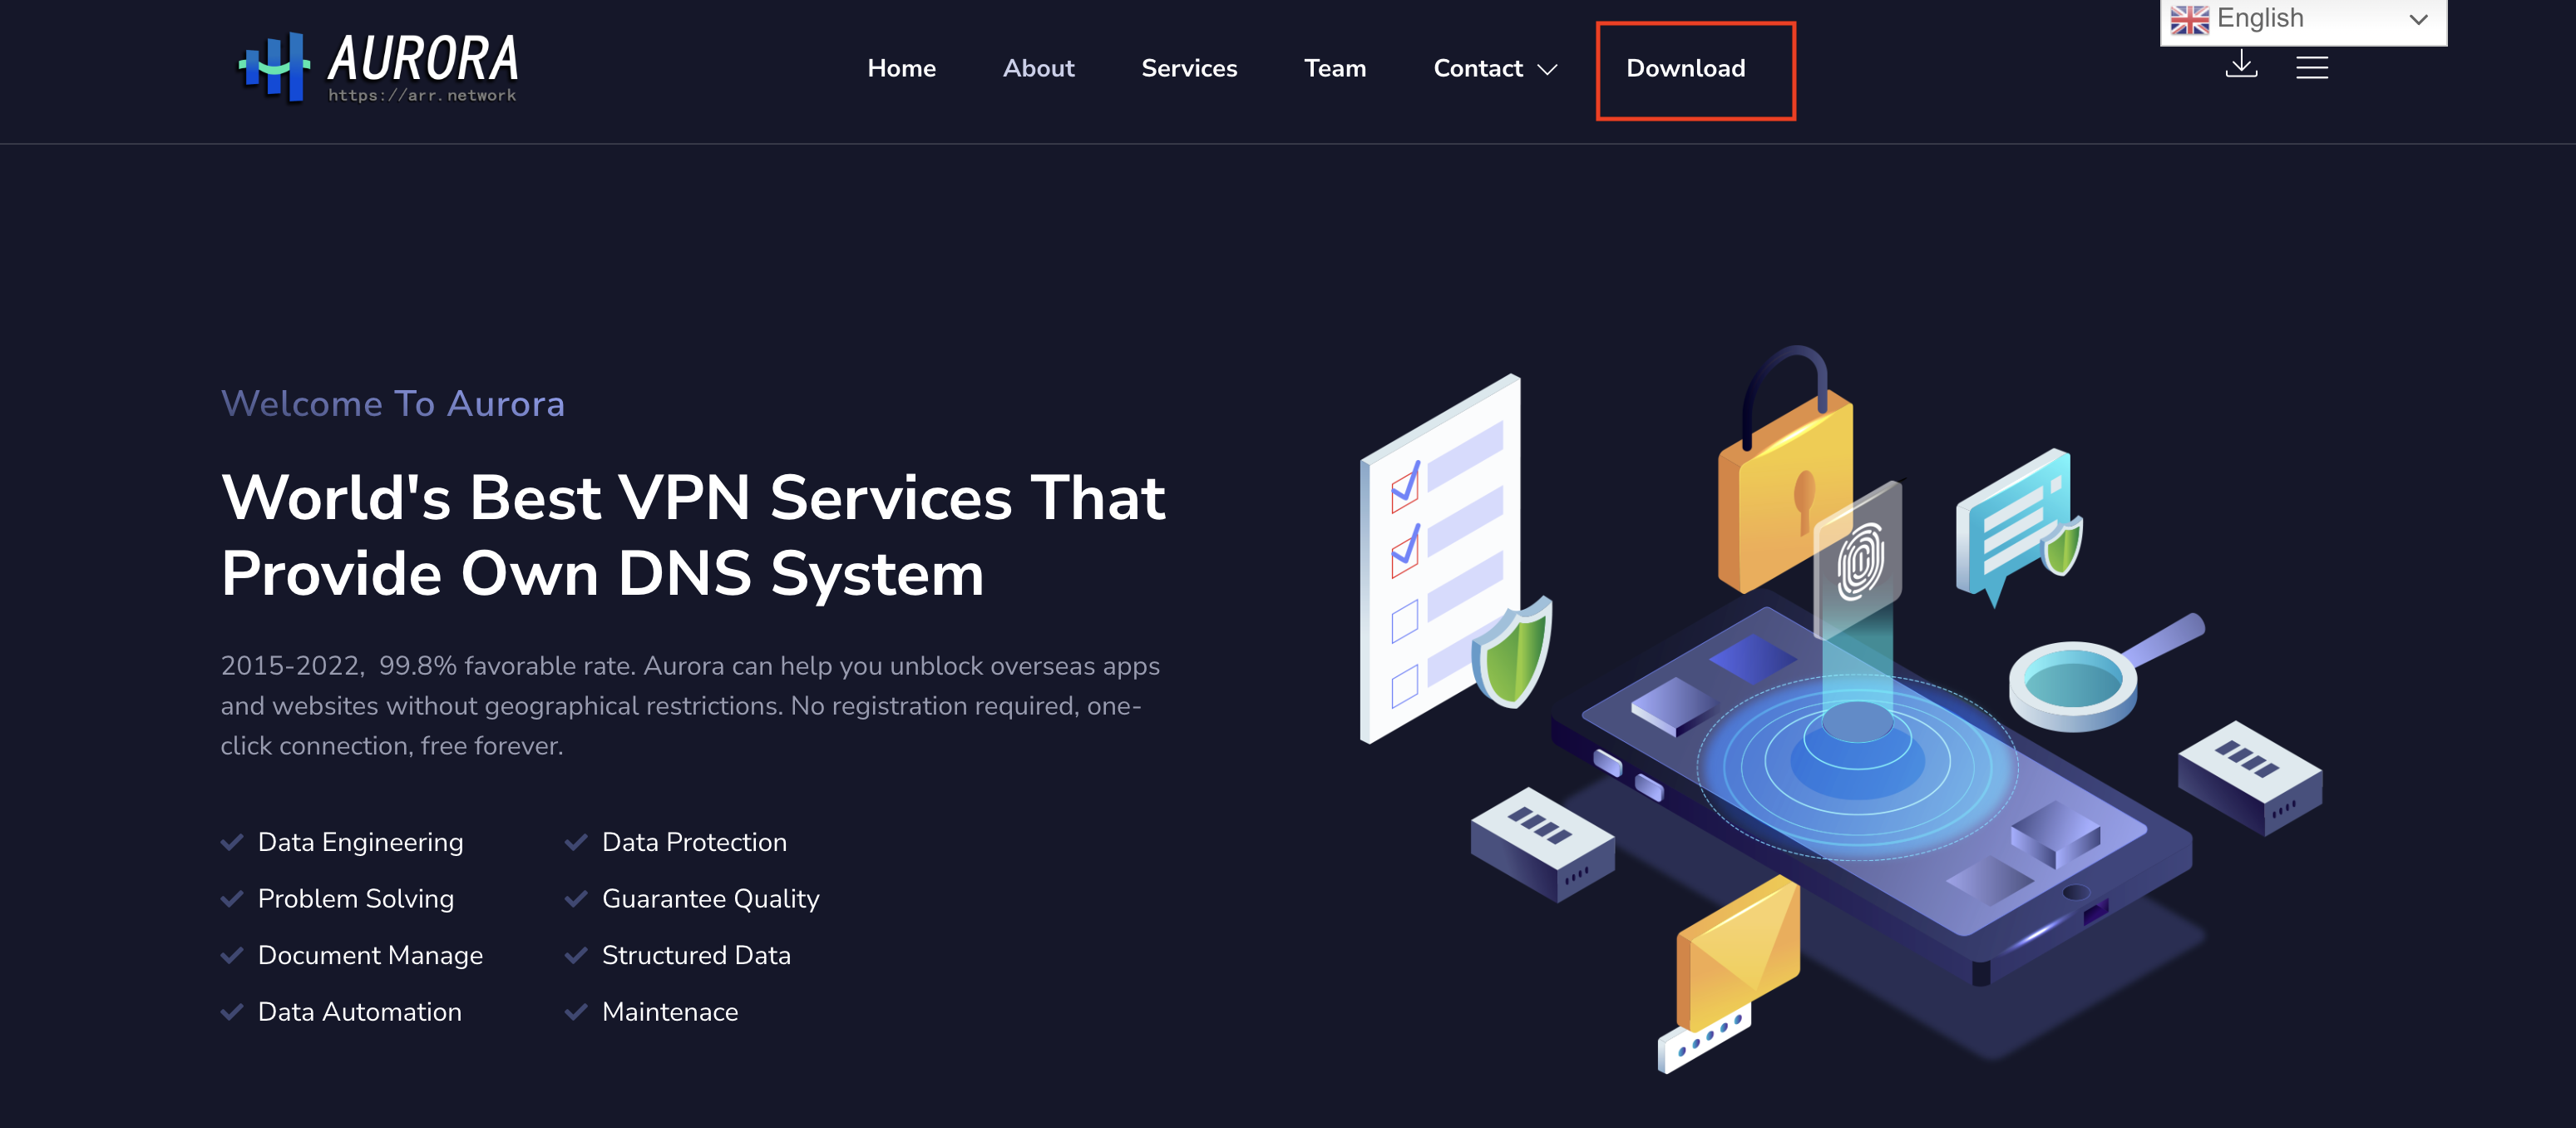 AURORA
https://arr.network
Home
About
Services
Team
Contact
Download
English
Welcome To Aurora
World's Best VPN Services That
Provide Own DNS System
2015-2022,  99.8% favorable rate. Aurora can help you unblock overseas apps
and websites without geographical restrictions. No registration required, one-
click connection, free forever.
Data Engineering
Data Protection
Problem Solving
Guarantee Quality
Document Manage
Structured Data
Data Automation
Maintenace